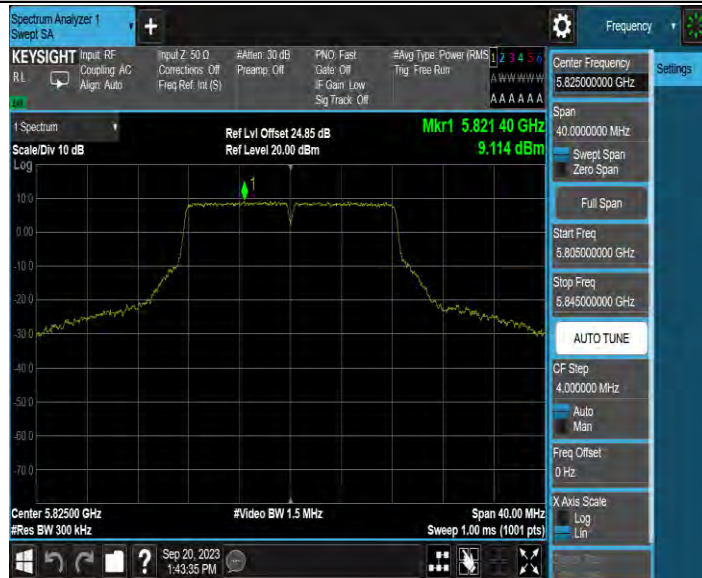 Spectrum Analyzer 1
Swept SA
+
Frequency
KEYSIGHT
RL
Input: RF
Coupling: AC
Align: Auto
Input Z: 50 Ω
Corrections: Off
Freq Ref: Int (S)
#Atten: 30 dB
Preamp: Off
PNO: Fast
Gate: Off
IF Gain: Low
Sig Track: Off
#Avg Type: Power (RMS
Trig: Free Run
1 2 3 4 5 6
A W W W W W
A A A A A A
Center Frequency
5.825000000 GHz
Settings
Span
40.0000000 MHz
Swept Span
Zero Span
Full Span
Start Freq
5.805000000 GHz
Stop Freq
5.845000000 GHz
AUTO TUNE
CF Step
4.000000 MHz
Auto
Man
Freq Offset
0 Hz
X Axis Scale
Log
Lin
1 Spectrum
Scale/Div 10 dB
Log
Ref Lvl Offset 24.85 dB
Ref Level 20.00 dBm
Mkr1 5.821 40 GHz
9.114 dBm
1
10.0
0.00
-10.0
-20.0
-30.0
-40.0
-50.0
-60.0
-70.0
Center 5.82500 GHz
#Res BW 300 kHz
#Video BW 1.5 MHz
Span 40.00 MHz
Sweep 1.00 ms (1001 pts)
?
Sep 20, 2023
1:43:35 PM